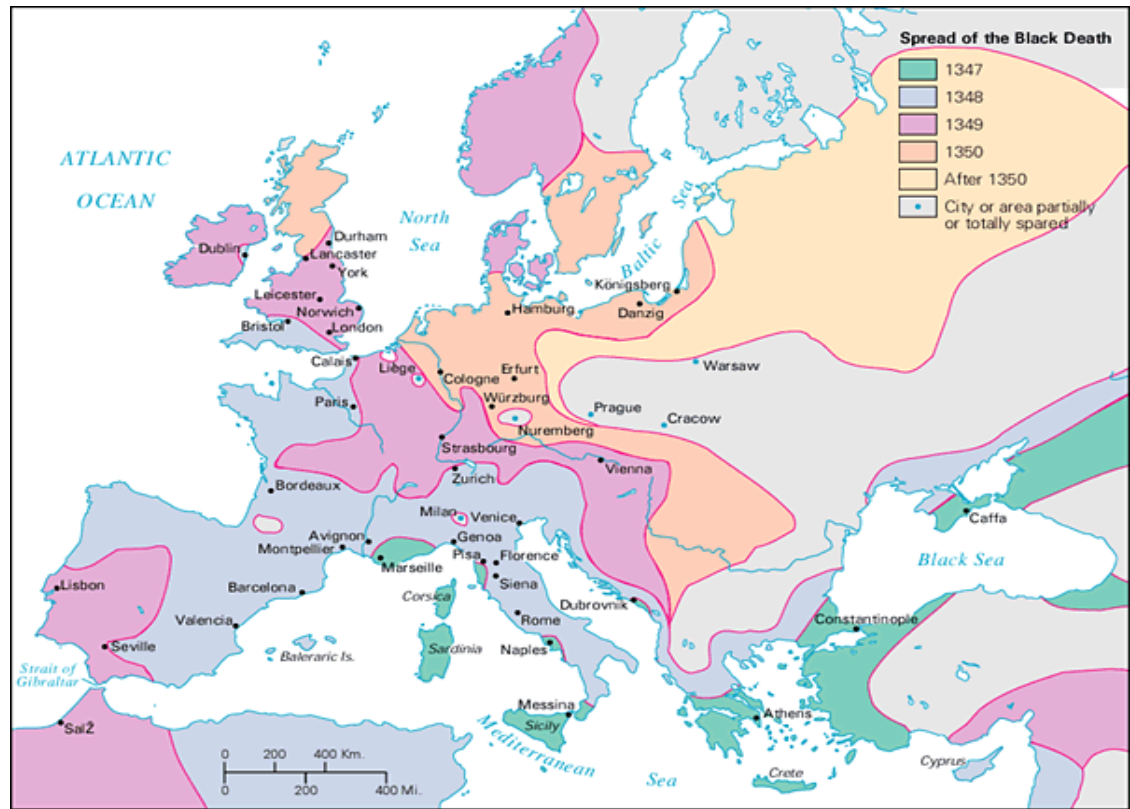 Spread of the Black Death
1347
1348
1349
1350
After 1350
City or area partially
or totally spared
ATLANTIC
OCEAN
North
Sea
Baltic
Sea
Durham
Dublin
Lancaster
York
Leicester
Norwich
Bristol
London
Königsberg
Danzig
Hamburg
Calais
Liège
Cologne
Erfurt
Warsaw
Paris
Würzburg
Prague
Cracow
Nuremberg
Strasbourg
Zurich
Vienna
Bordeaux
Milan
Venice
Caffa
Avignon
Genoa
Montpellier
Pisa
Florence
Marseille
Siena
Black Sea
Lisbon
Barcelona
Corsica
Dubrovnik
Rome
Constantinople
Valencia
Seville
Balearic Is.
Sardinia
Naples
Strait of
Gibraltar
Messina
Sicily
Athens
SalŽ
Mediterranean
Sea
Crete
Cyprus
0 200 400 Km.
0 200 400 Mi.